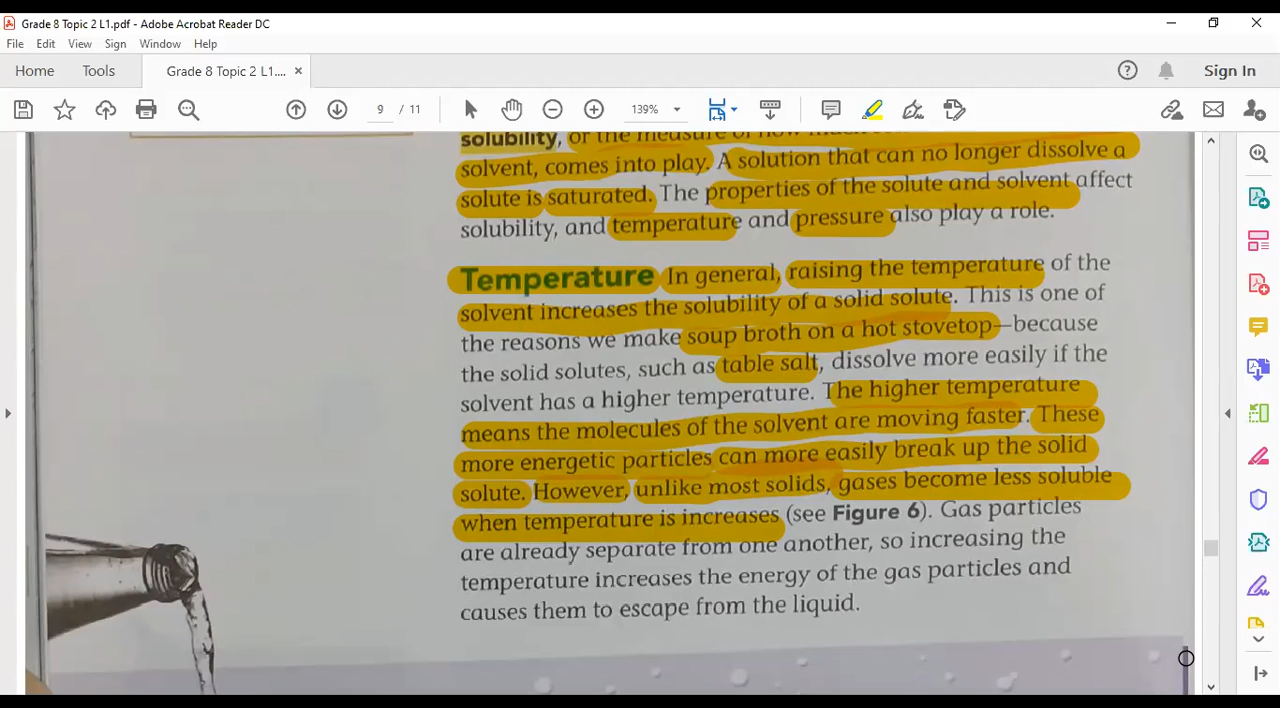 Grade 8 Topic 2 L1.pdf - Adobe Acrobat Reader DC
File Edit View Sign Window Help
Home Tools Grade 8 Topic 2 L1.... × Sign In
9 / 11 139%
solubility, or the measure of how much
solvent, comes into play. A solution that can no longer dissolve a
solute is saturated. The properties of the solute and solvent affect
solubility, and temperature and pressure also play a role.
Temperature In general, raising the temperature of the
solvent increases the solubility of a solid solute. This is one of
the reasons we make soup broth on a hot stovetop—because
the solid solutes, such as table salt, dissolve more easily if the
solvent has a higher temperature. The higher temperature
means the molecules of the solvent are moving faster. These
more energetic particles can more easily break up the solid
solute. However, unlike most solids, gases become less soluble
when temperature is increases (see Figure 6). Gas particles
are already separate from one another, so increasing the
temperature increases the energy of the gas particles and
causes them to escape from the liquid.